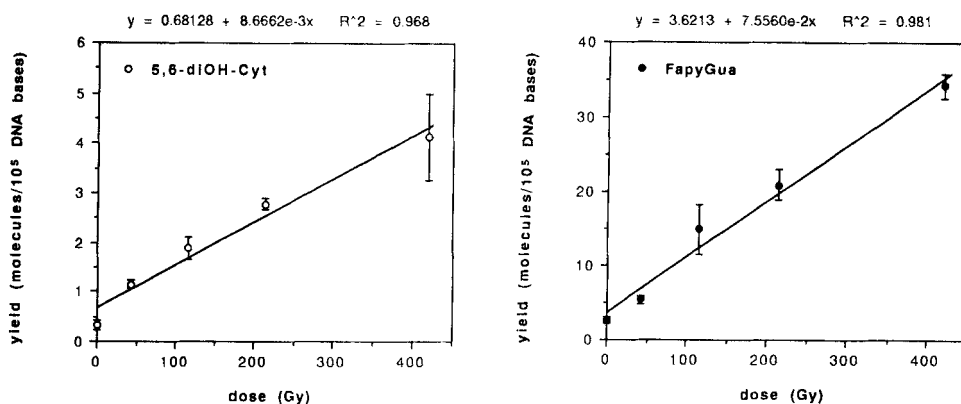 y = 0.68128 + 8.6662e-3x R^2 = 0.968
6
5
4
3
2
1
0
5,6-diOH-Cyt
yield (molecules/10⁵ DNA bases)
0 100 200 300 400
dose (Gy)
y = 3.6213 + 7.5560e-2x R^2 = 0.981
40
30
20
10
0
FapyGua
yield (molecules/10⁵ DNA bases)
0 100 200 300 400
dose (Gy)